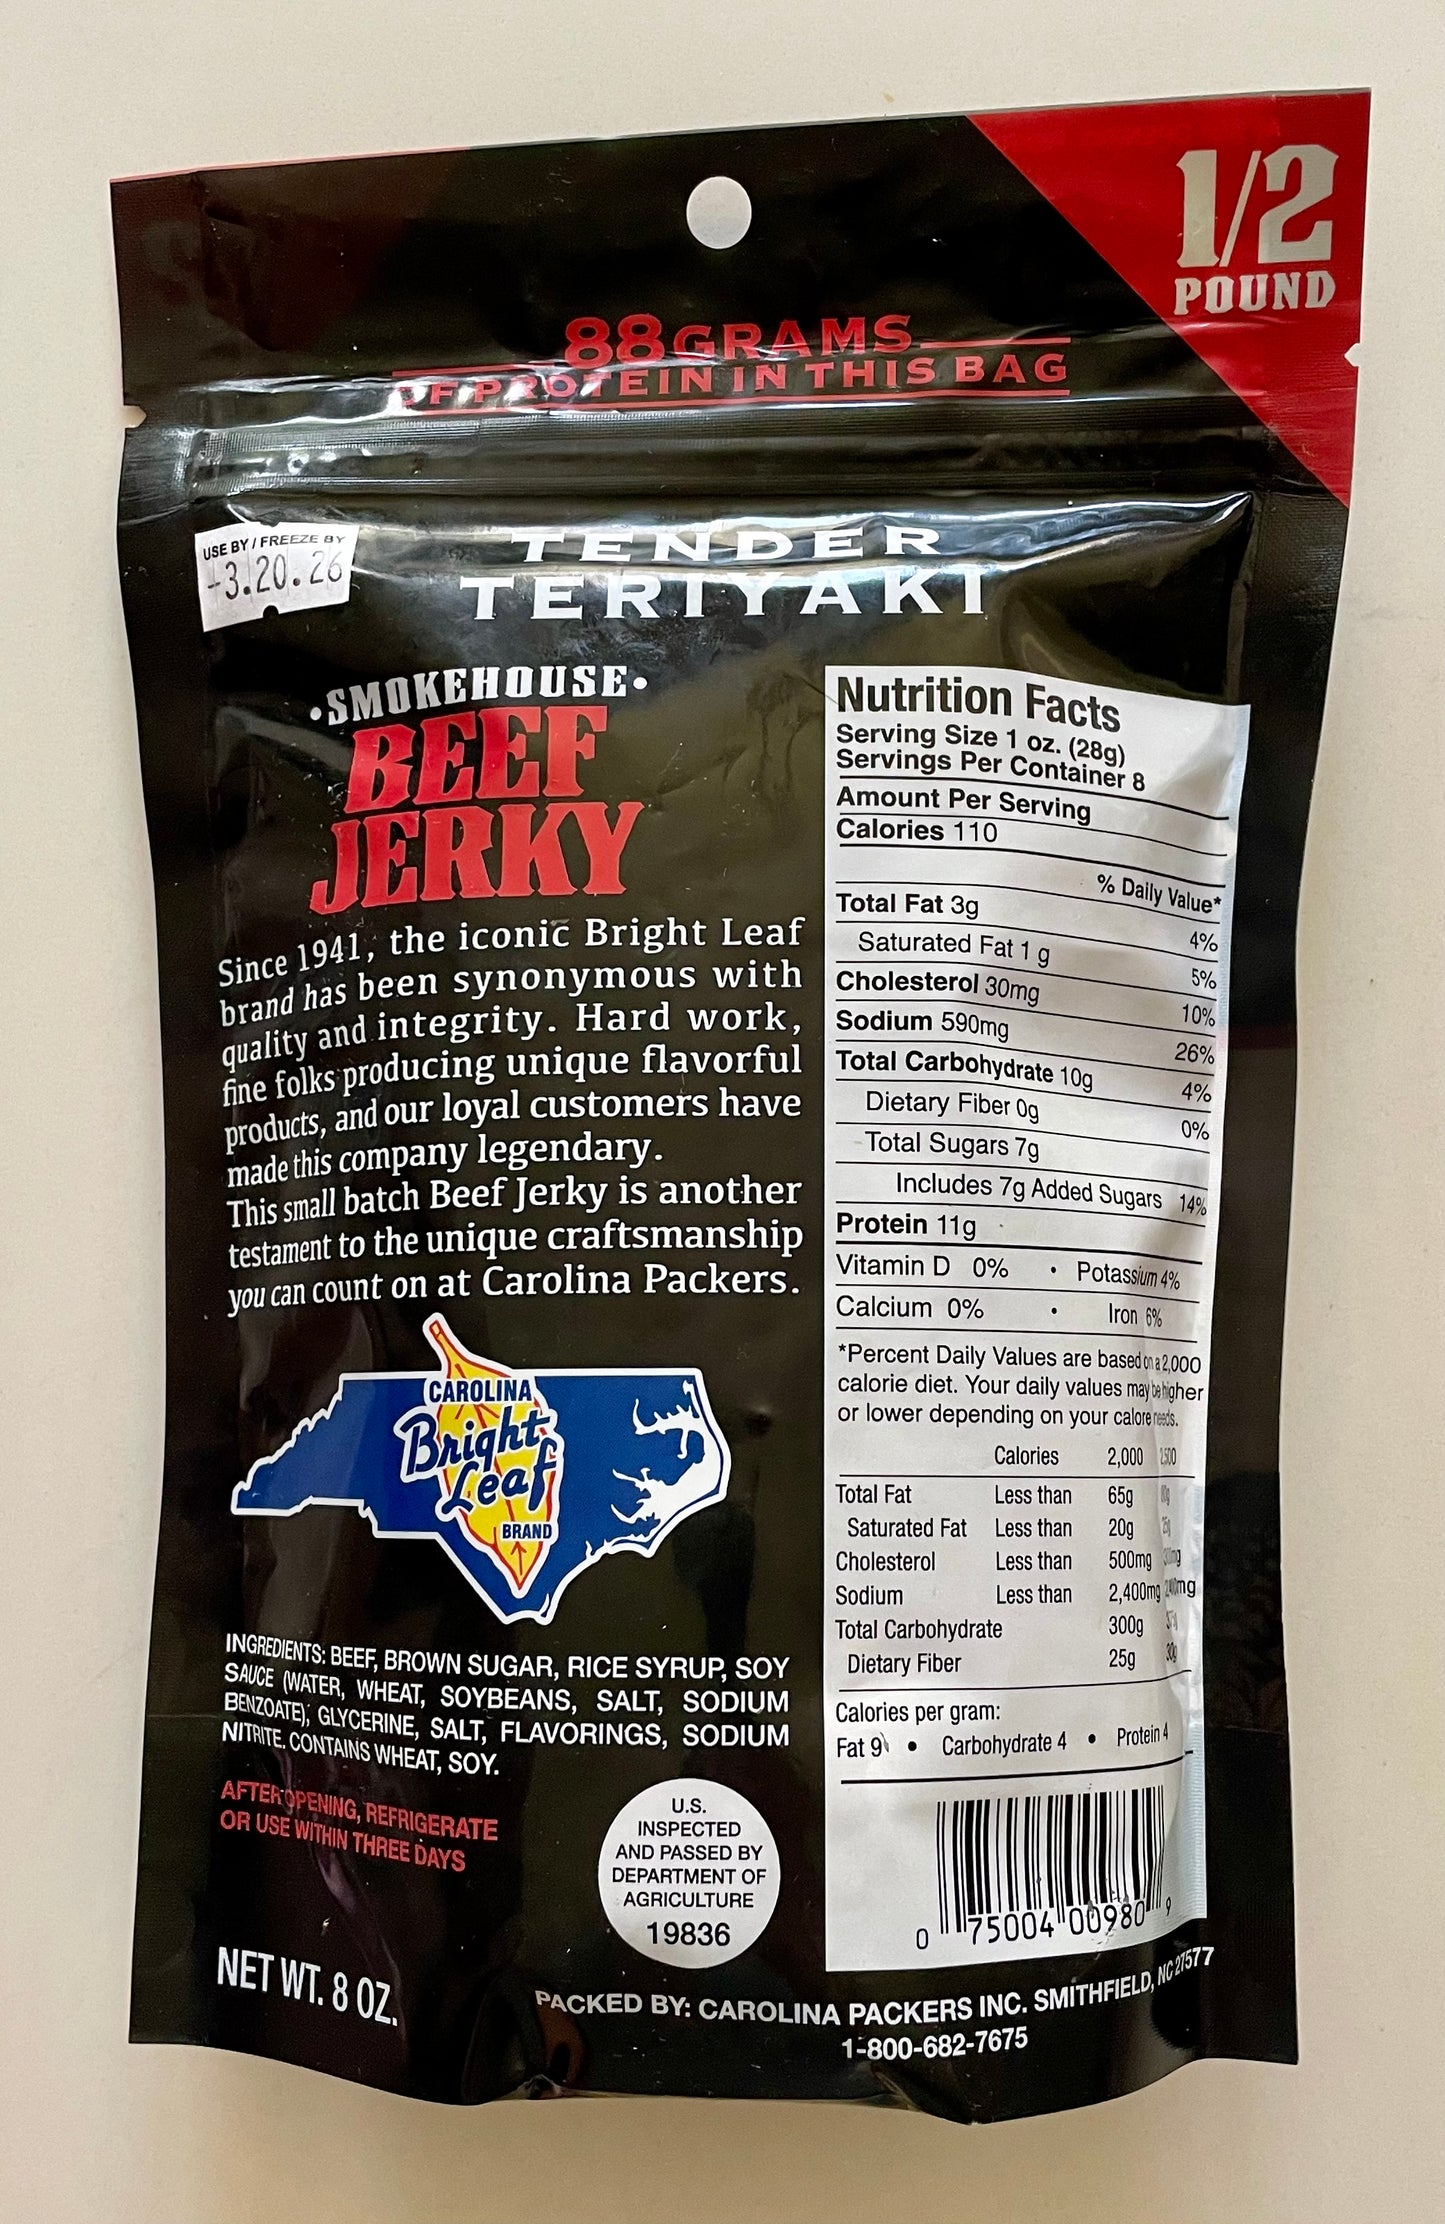 1/2
POUND
88 GRAMS
OF PROTEIN IN THIS BAG
USE BY / FREEZE BY
-3.20.26
TENDER
TERIYAKI
•SMOKEHOUSE•
BEEF
JERKY
Since 1941, the iconic Bright Leaf
brand has been synonymous with
quality and integrity. Hard work,
fine folks producing unique flavorful
products, and our loyal customers have
made this company legendary.
This small batch Beef Jerky is another
testament to the unique craftsmanship
you can count on at Carolina Packers.
CAROLINA
Bright
Leaf
BRAND
INGREDIENTS: BEEF, BROWN SUGAR, RICE SYRUP, SOY
SAUCE (WATER, WHEAT, SOYBEANS, SALT, SODIUM
BENZOATE); GLYCERINE, SALT, FLAVORINGS, SODIUM
NITRITE. CONTAINS WHEAT, SOY.
AFTER OPENING, REFRIGERATE
OR USE WITHIN THREE DAYS
NET WT. 8 OZ.
U.S.
INSPECTED
AND PASSED BY
DEPARTMENT OF
AGRICULTURE
19836
Nutrition Facts
Serving Size 1 oz. (28g)
Servings Per Container 8
Amount Per Serving
Calories 110
% Daily Value*
Total Fat 3g 4%
Saturated Fat 1 g 5%
Cholesterol 30mg 10%
Sodium 590mg 26%
Total Carbohydrate 10g 4%
Dietary Fiber 0g 0%
Total Sugars 7g
Includes 7g Added Sugars 14%
Protein 11g
Vitamin D 0% • Potassium 4%
Calcium 0% • Iron 6%
*Percent Daily Values are based on a 2,000
calorie diet. Your daily values may be higher
or lower depending on your calore needs.
Calories 2,000 2,500
Total Fat Less than 65g
Saturated Fat Less than 20g
Cholesterol Less than 500mg
Sodium Less than 2,400mg
Total Carbohydrate 300g
Dietary Fiber 25g 30g
Calories per gram:
Fat 9 • Carbohydrate 4 • Protein 4
0 75004 00980 9
PACKED BY: CAROLINA PACKERS INC. SMITHFIELD, NC 27577
1-800-682-7675